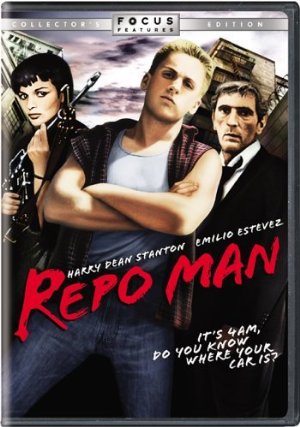 COLLECTOR'S EDITION
FOCUS
FEATURES
HARRY DEAN STANTON EMILIO ESTEVEZ
REPO MAN
IT'S 4AM,
DO YOU KNOW
WHERE YOUR
CAR IS?